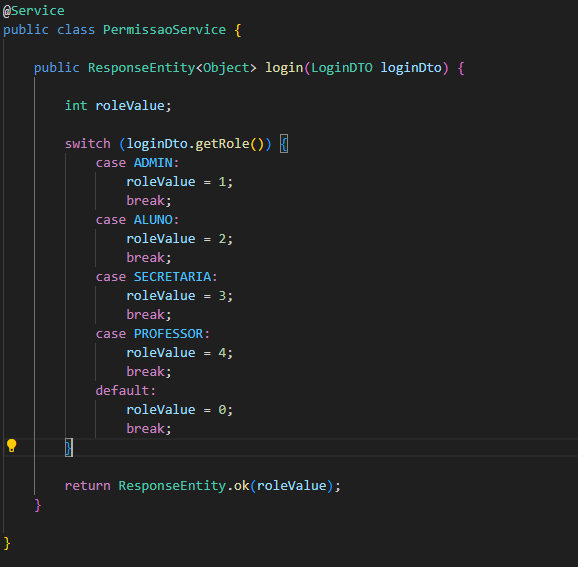 @Service
public class PermissaoService {
public ResponseEntity<Object> login(LoginDTO loginDto) {
int roleValue;
switch (loginDto.getRole()) {
case ADMIN:
roleValue = 1;
break;
case ALUNO:
roleValue = 2;
break;
case SECRETARIA:
roleValue = 3;
break;
case PROFESSOR:
roleValue = 4;
break;
default:
roleValue = 0;
break;
}
return ResponseEntity.ok(roleValue);
}
}